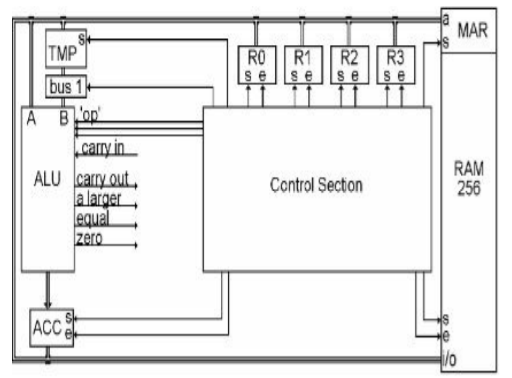 a
MAR
s
TMP s
R0
s e
R1
s e
R2
s e
R3
s e
bus 1
A B 'op'
carry in
ALU
carry out
a larger
equal
zero
Control Section
RAM
256
ACC s
e
s
e
i/o